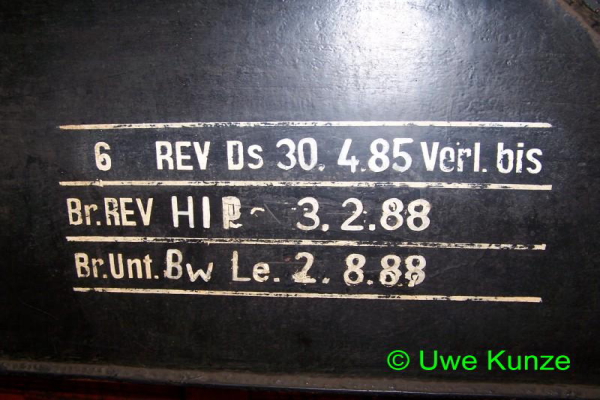 6 REV Ds 30. 4.85 Verl. bis
Br. REV - 3. 2.88
Br. Unt. Bw Le. 2. 8.88
© Uwe Kunze